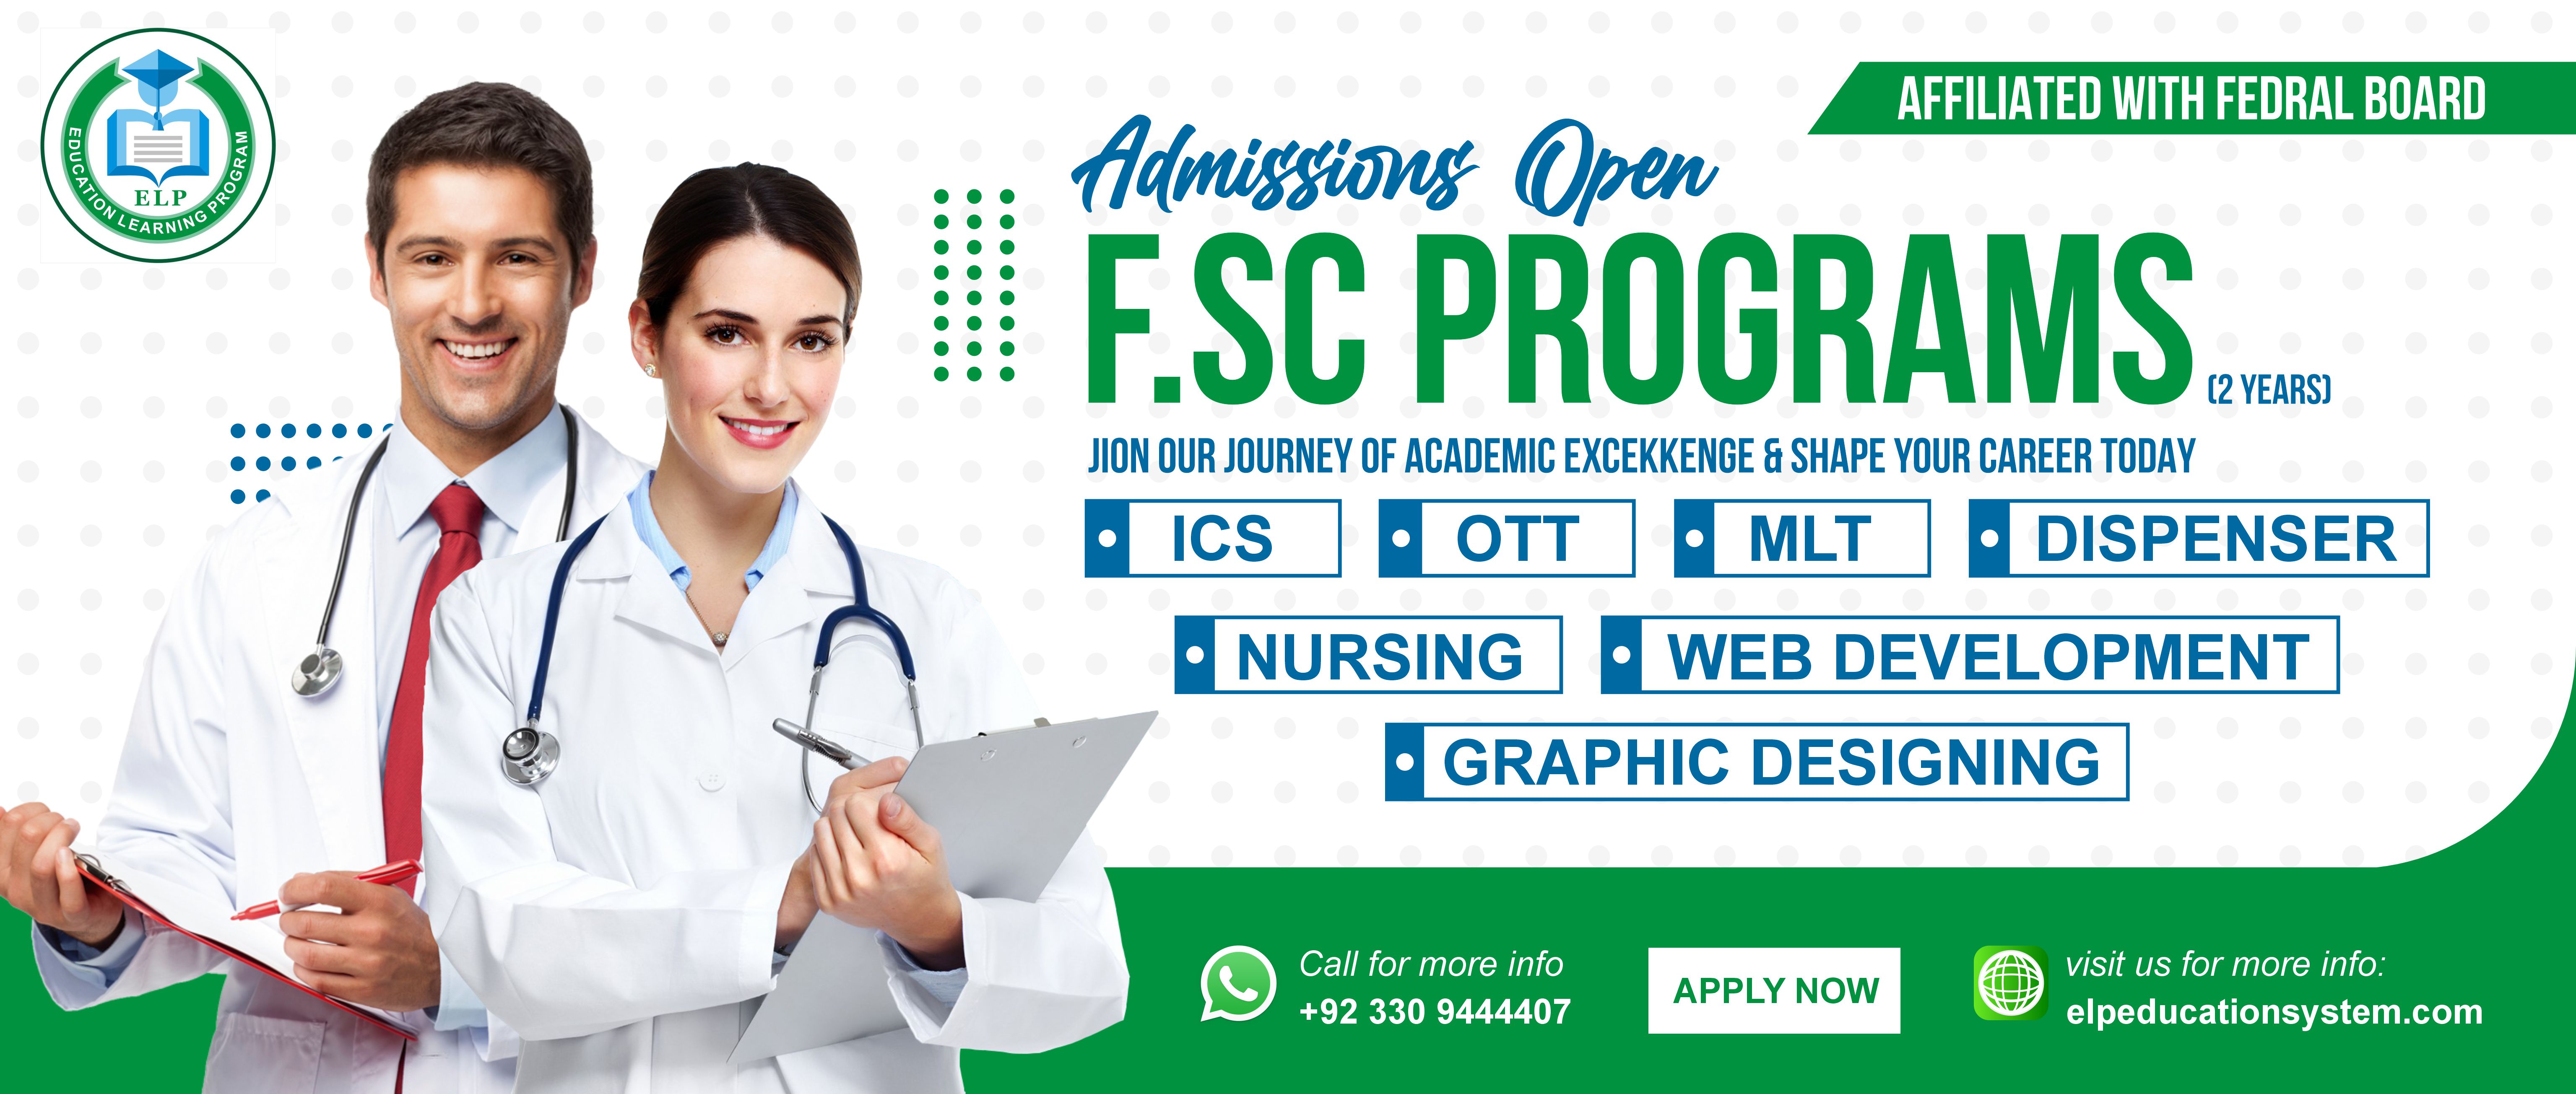 ELP
EDUCATION LEARNING PROGRAM
AFFILIATED WITH FEDRAL BOARD
Admissions Open
F.SC PROGRAMS (2 YEARS)
JION OUR JOURNEY OF ACADEMIC EXCEKKENGE & SHAPE YOUR CAREER TODAY
ICS OTT MLT DISPENSER
NURSING WEB DEVELOPMENT
GRAPHIC DESIGNING
Call for more info
+92 330 9444407
APPLY NOW
visit us for more info:
elpeducationsystem.com